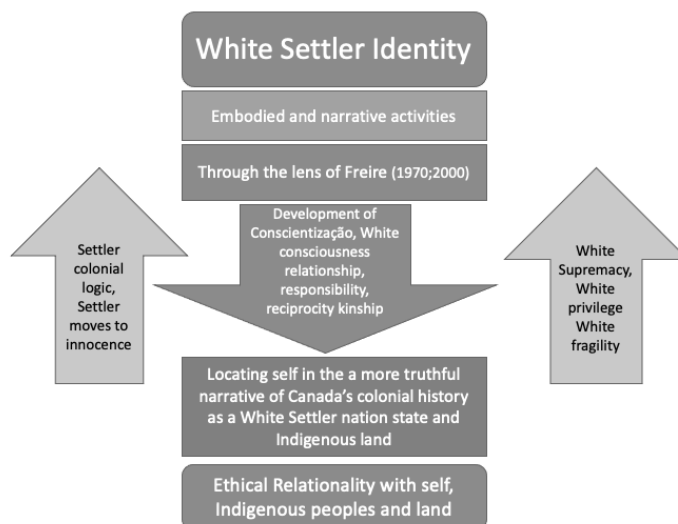 White Settler Identity
Embodied and narrative activities
Through the lens of Freire (1970;2000)
Development of
Conscientização, White
consciousness
relationship,
responsibility,
reciprocity kinship
Settler
colonial
logic,
Settler
moves to
innocence
White
Supremacy,
White
privilege
White
fragility
Locating self in the a more truthful
narrative of Canada’s colonial history
as a White Settler nation state and
Indigenous land
Ethical Relationality with self,
Indigenous peoples and land